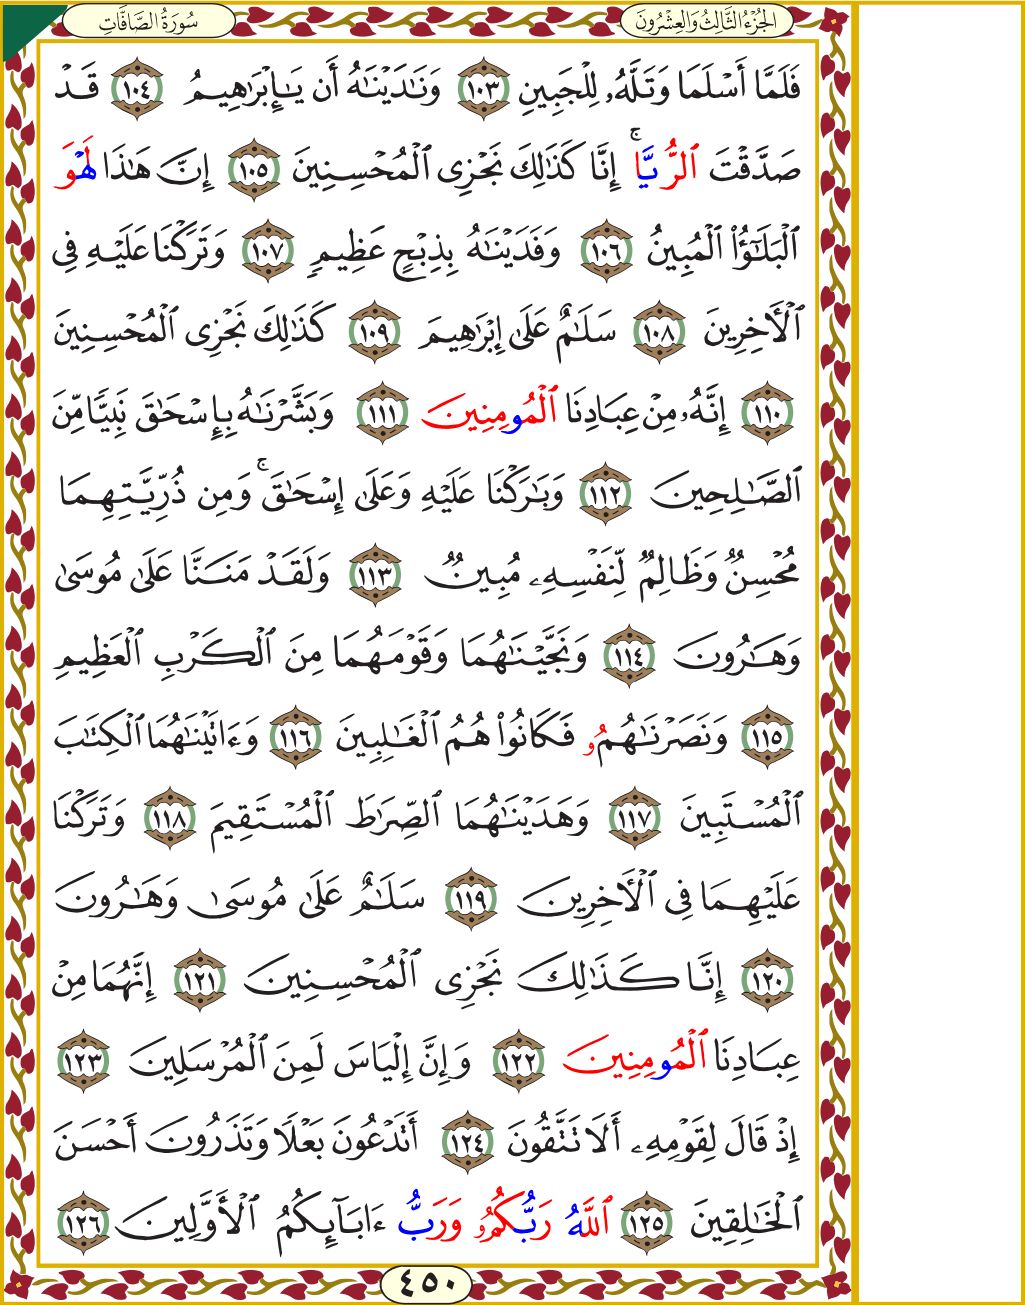 الجُزْءُ الثَّالِثُ وَالعِشْرُونَ
سُورَةُ الصَّافَّاتِ
فَلَمَّآ أَسْلَمَا وَتَلَّهُۥ لِلْجَبِينِ ١٠٣ وَنَٰدَيْنَٰهُ أَن يَٰإِبْرَٰهِيمُ ١٠٤ قَدْ
صَدَّقْتَ ٱلرُّيَّاۚ إِنَّا كَذَٰلِكَ نَجْزِى ٱلْمُحْسِنِينَ ١٠٥ إِنَّ هَٰذَا لَهْوَ
ٱلْبَلَٰٓؤُاْ ٱلْمُبِينُ ١٠٦ وَفَدَيْنَٰهُ بِذِبْحٍ عَظِيمٍ ١٠٧ وَتَرَكْنَا عَلَيْهِ فِى
ٱلْأَخِرِينَ ١٠٨ سَلَٰمٌ عَلَىٰ إِبْرَٰهِيمَ ١٠٩ كَذَٰلِكَ نَجْزِى ٱلْمُحْسِنِينَ
١١٠ إِنَّهُۥ مِنْ عِبَادِنَا ٱلْمُومِنِينَ ١١١ وَبَشَّرْنَٰهُ بِإِسْحَٰقَ نَبِيًّا مِّنَ
ٱلصَّٰلِحِينَ ١١٢ وَبَٰرَكْنَا عَلَيْهِ وَعَلَىٰ إِسْحَٰقَۚ وَمِن ذُرِّيَّتِهِمَا
مُحْسِنٌ وَظَالِمٌ لِّنَفْسِهِۦ مُبِينٌ ١١٣ وَلَقَدْ مَنَنَّا عَلَىٰ مُوسَىٰ
وَهَٰرُونَ ١١٤ وَنَجَّيْنَٰهُمَا وَقَوْمَهُمَا مِنَ ٱلْكَرْبِ ٱلْعَظِيمِ
١١٥ وَنَصَرْنَٰهُمُۥ فَكَانُواْ هُمُ ٱلْغَٰلِبِينَ ١١٦ وَءَاتَيْنَٰهُمَا ٱلْكِتَٰبَ
ٱلْمُسْتَبِينَ ١١٧ وَهَدَيْنَٰهُمَا ٱلصِّرَٰطَ ٱلْمُسْتَقِيمَ ١١٨ وَتَرَكْنَا
عَلَيْهِمَا فِى ٱلْأَخِرِينَ ١١٩ سَلَٰمٌ عَلَىٰ مُوسَىٰ وَهَٰرُونَ
١٢٠ إِنَّا كَذَٰلِكَ نَجْزِى ٱلْمُحْسِنِينَ ١٢١ إِنَّهُمَا مِنْ
عِبَادِنَا ٱلْمُومِنِينَ ١٢٢ وَإِنَّ إِلْيَاسَ لَمِنَ ٱلْمُرْسَلِينَ ١٢٣
إِذْ قَالَ لِقَوْمِهِۦ أَلَا تَتَّقُونَ ١٢٤ أَتَدْعُونَ بَعْلًا وَتَذَرُونَ أَحْسَنَ
ٱلْخَٰلِقِينَ ١٢٥ ٱللَّهُ رَبُّكُمُۥ وَرَبُّ ءَابَآئِكُمُ ٱلْأَوَّلِينَ ١٢٦
٤٥٠